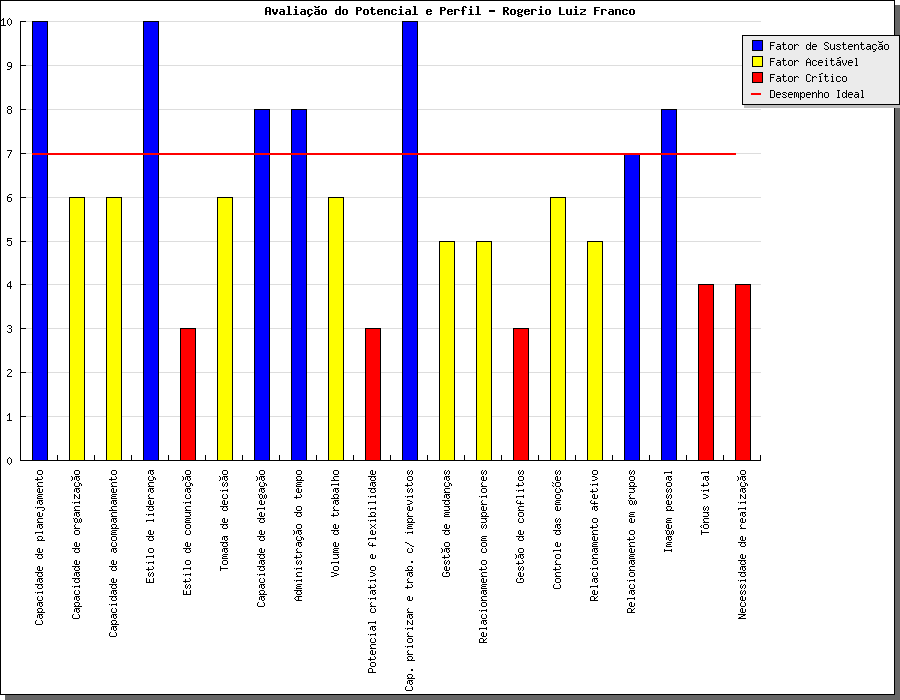 Avaliação do Potencial e Perfil - Rogerio Luiz Franco
Fator de Sustentação
Fator Aceitável
Fator Crítico
Desempenho Ideal
10
9
8
7
6
5
4
3
2
1
0
Capacidade de planejamento
Capacidade de organização
Capacidade de acompanhamento
Estilo de liderança
Estilo de comunicação
Tomada de decisão
Capacidade de delegação
Administração do tempo
Volume de trabalho
Potencial criativo e flexibilidade
Cap. priorizar e trab. c/ imprevistos
Gestão de mudanças
Relacionamento com superiores
Gestão de conflitos
Controle das emoções
Relacionamento afetivo
Relacionamento em grupos
Imagem pessoal
Tônus vital
Necessidade de realização